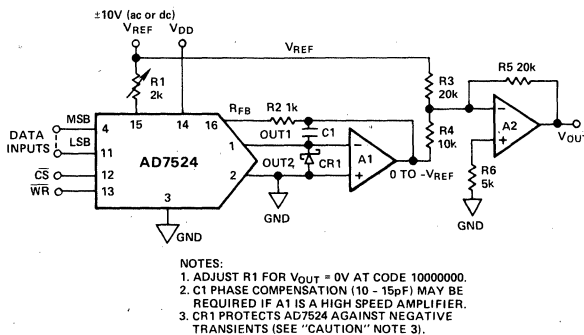 ±10V (ac or dc)
VREF VDD
VREF
R1
2k
R3
20k
R5 20k
RFB R2 1k
C1
R4
10k
15 14 16
MSB
4
DATA
INPUTS
LSB
11
AD7524
OUT1
1
OUT2
2
CR1
A1
0 TO -VREF
A2
VOUT
CS
12
WR
13
3
GND
GND
R6
5k
GND
- +
- +
NOTES:
1. ADJUST R1 FOR VOUT = 0V AT CODE 10000000.
2. C1 PHASE COMPENSATION (10 - 15pF) MAY BE
REQUIRED IF A1 IS A HIGH SPEED AMPLIFIER.
3. CR1 PROTECTS AD7524 AGAINST NEGATIVE
TRANSIENTS (SEE "CAUTION" NOTE 3).